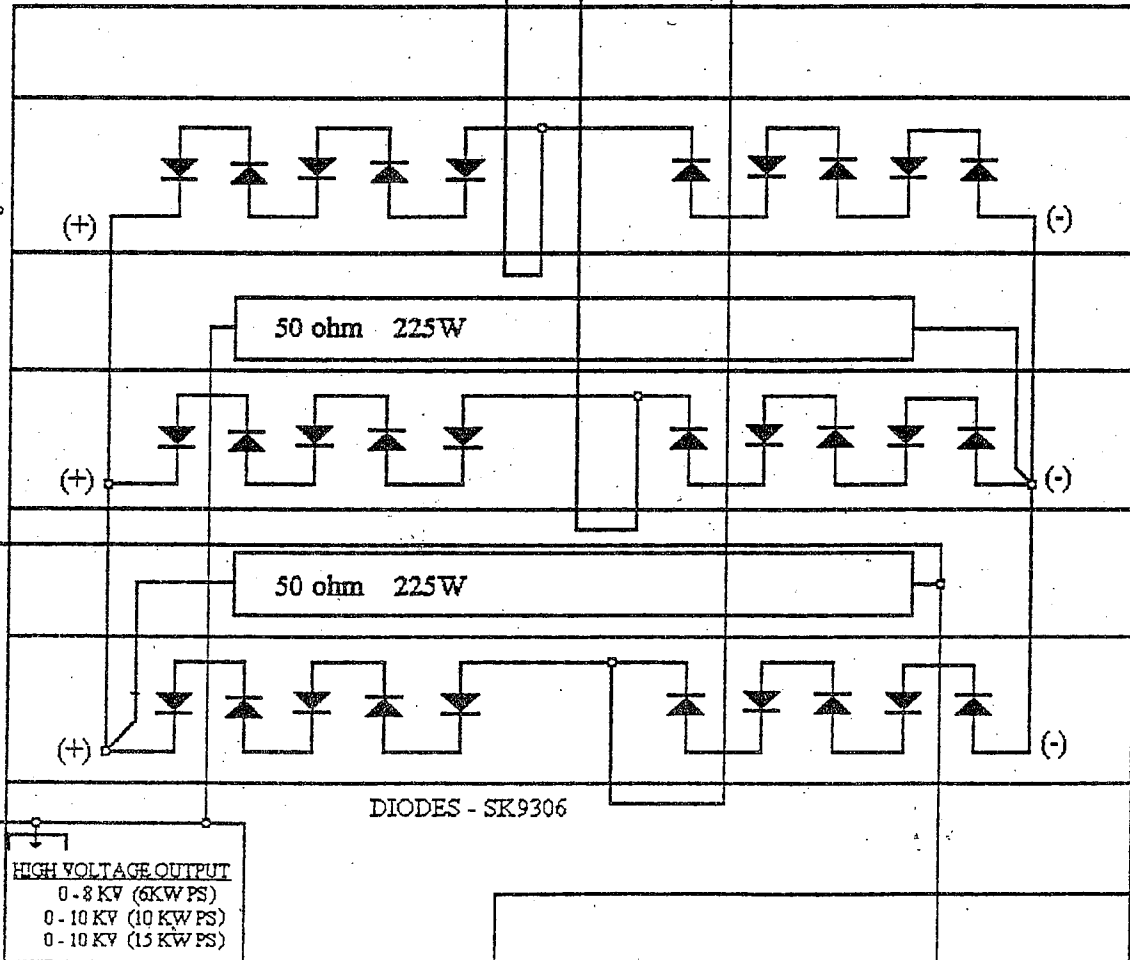 (+)
(-)
50 ohm 225W
(+)
(-)
50 ohm 225W
(+)
(-)
DIODES - SK9306
HIGH VOLTAGE OUTPUT
0-8 KV (6KW PS)
0-10 KV (10 KW PS)
0-10 KV (15 KW PS)